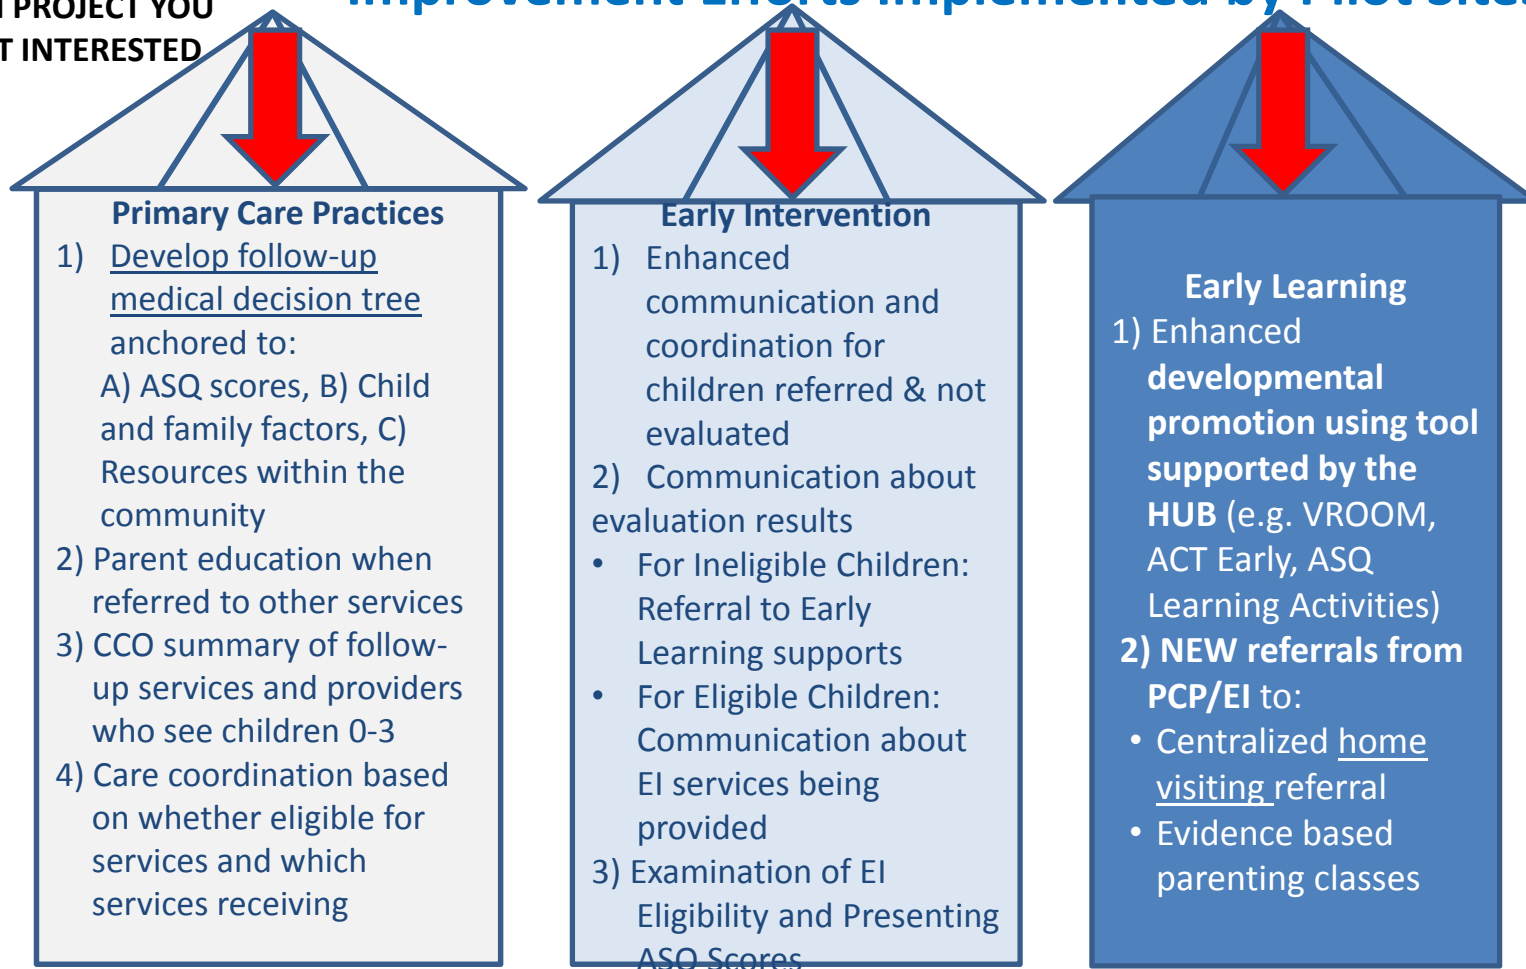 PROJECT YOU
T INTERESTED
Improvement Efforts Implemented by Pilot Sites
Primary Care Practices
1) Develop follow-up
medical decision tree
anchored to:
A) ASQ scores, B) Child
and family factors, C)
Resources within the
community
2) Parent education when
referred to other services
3) CCO summary of follow-
up services and providers
who see children 0-3
4) Care coordination based
on whether eligible for
services and which
services receiving
Early Intervention
1) Enhanced
communication and
coordination for
children referred & not
evaluated
2) Communication about
evaluation results
• For Ineligible Children:
Referral to Early
Learning supports
• For Eligible Children:
Communication about
EI services being
provided
3) Examination of EI
Eligibility and Presenting
ASQ Scores
Early Learning
1) Enhanced
developmental
promotion using tool
supported by the
HUB (e.g. VROOM,
ACT Early, ASQ
Learning Activities)
2) NEW referrals from
PCP/EI to:
• Centralized home
visiting referral
• Evidence based
parenting classes